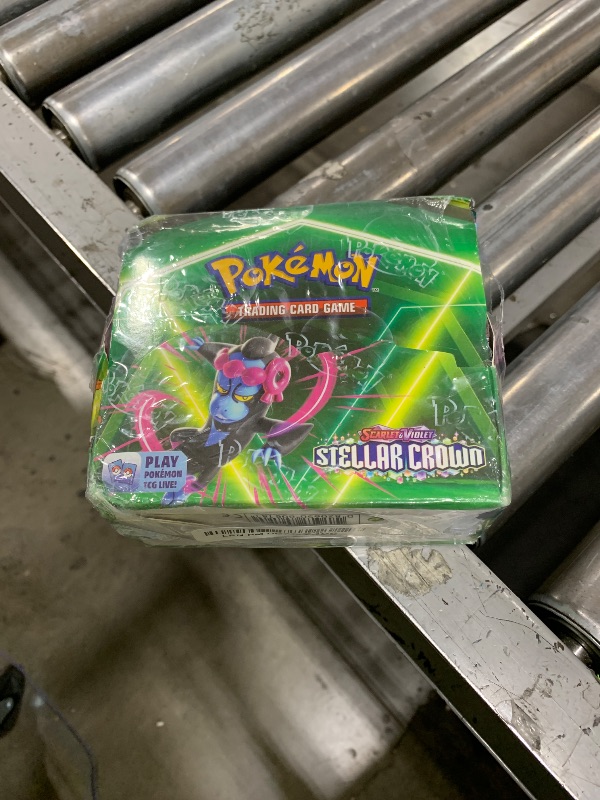 POKéMON
TRADING CARD GAME
SCARLET & VIOLET
STELLAR CROWN
PLAY
POKÉMON
TCG LIVE!